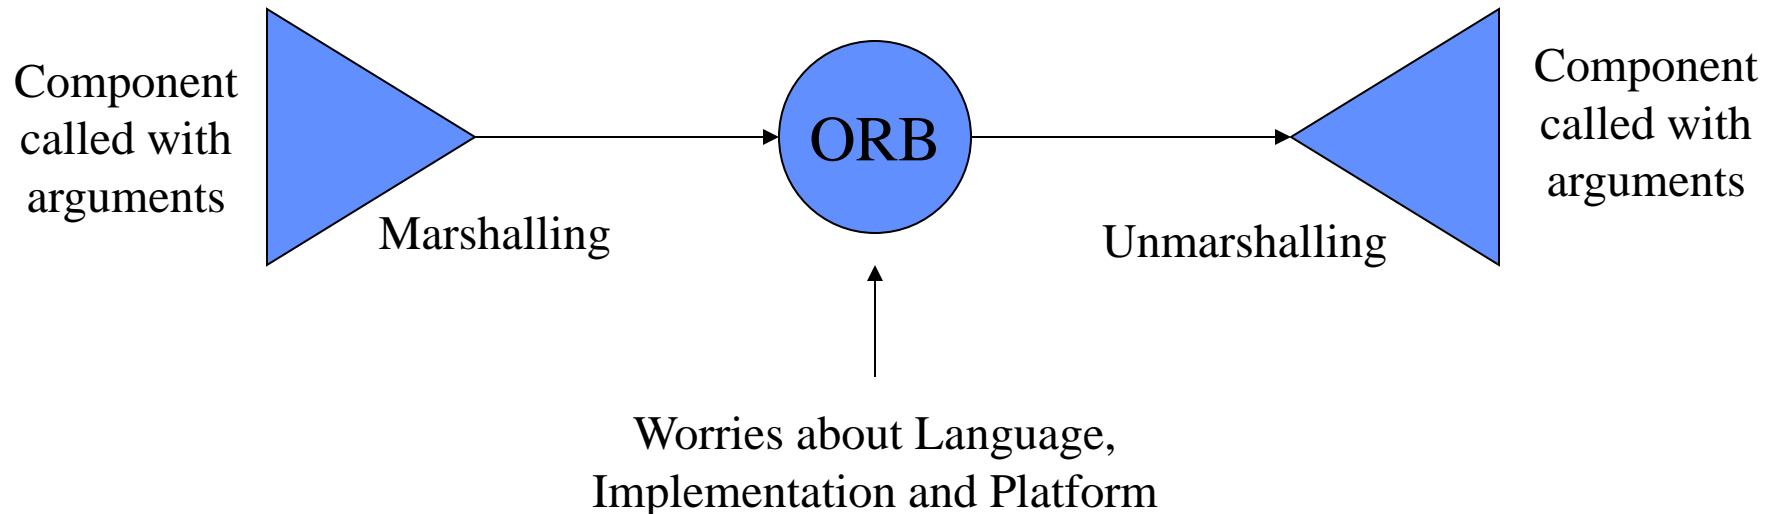 Component
called with
arguments
Marshalling
ORB
Unmarshalling
Component
called with
arguments
Worries about Language,
Implementation and Platform